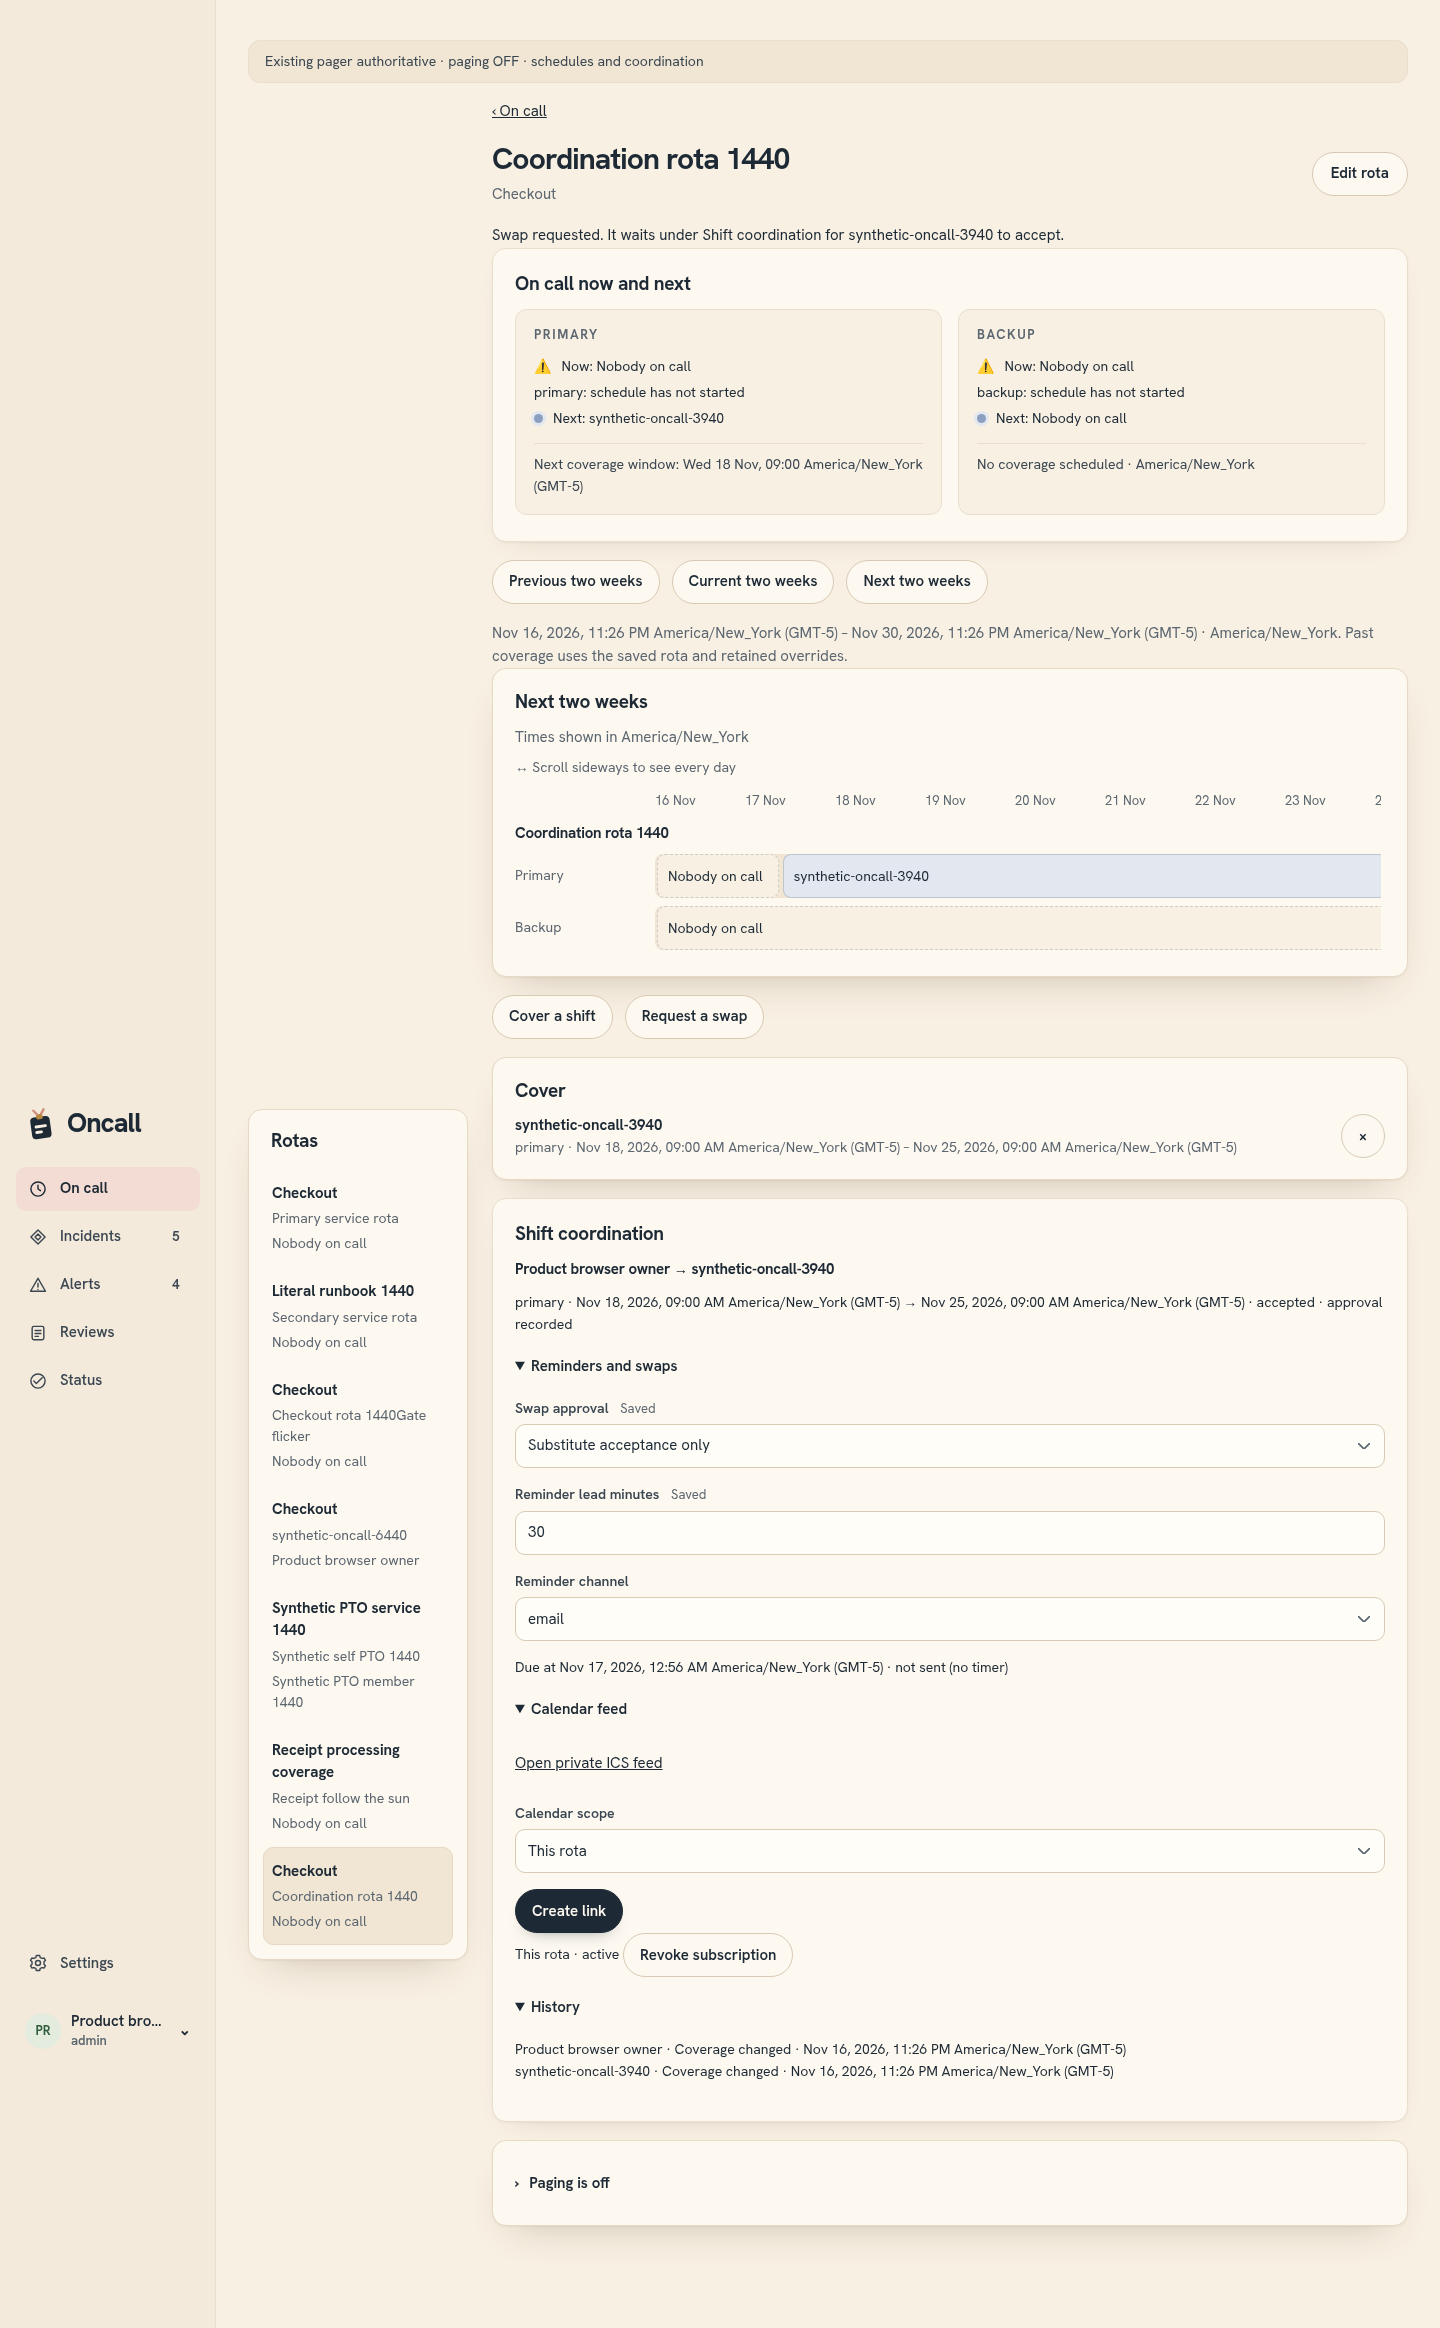 Existing pager authoritative · paging OFF · schedules and coordination
‹ On call
Coordination rota 1440
Checkout
Edit rota
Swap requested. It waits under Shift coordination for synthetic-oncall-3940 to accept.
On call now and next
PRIMARY
⚠️ Now: Nobody on call
primary: schedule has not started
Next: synthetic-oncall-3940
Next coverage window: Wed 18 Nov, 09:00 America/New_York
(GMT-5)
BACKUP
⚠️ Now: Nobody on call
backup: schedule has not started
Next: Nobody on call
No coverage scheduled · America/New_York
Previous two weeks
Current two weeks
Next two weeks
Nov 16, 2026, 11:26 PM America/New_York (GMT-5) – Nov 30, 2026, 11:26 PM America/New_York (GMT-5) · America/New_York. Past
coverage uses the saved rota and retained overrides.
Next two weeks
Times shown in America/New_York
↔ Scroll sideways to see every day
16 Nov 17 Nov 18 Nov 19 Nov 20 Nov 21 Nov 22 Nov 23 Nov 2
Coordination rota 1440
Primary
Nobody on call
synthetic-oncall-3940
Backup
Nobody on call
Cover a shift
Request a swap
Cover
synthetic-oncall-3940
primary · Nov 18, 2026, 09:00 AM America/New_York (GMT-5) – Nov 25, 2026, 09:00 AM America/New_York (GMT-5)
×
Shift coordination
Product browser owner → synthetic-oncall-3940
primary · Nov 18, 2026, 09:00 AM America/New_York (GMT-5) → Nov 25, 2026, 09:00 AM America/New_York (GMT-5) · accepted · approval
recorded
▼ Reminders and swaps
Swap approval Saved
Substitute acceptance only
Reminder lead minutes Saved
30
Reminder channel
email
Due at Nov 17, 2026, 12:56 AM America/New_York (GMT-5) · not sent (no timer)
▼ Calendar feed
Open private ICS feed
Calendar scope
This rota
Create link
This rota · active
Revoke subscription
▼ History
Product browser owner · Coverage changed · Nov 16, 2026, 11:26 PM America/New_York (GMT-5)
synthetic-oncall-3940 · Coverage changed · Nov 16, 2026, 11:26 PM America/New_York (GMT-5)
› Paging is off
Rotas
Checkout
Primary service rota
Nobody on call
Literal runbook 1440
Secondary service rota
Nobody on call
Checkout
Checkout rota 1440Gate
flicker
Nobody on call
Checkout
synthetic-oncall-6440
Product browser owner
Synthetic PTO service
1440
Synthetic self PTO 1440
Synthetic PTO member
1440
Receipt processing
coverage
Receipt follow the sun
Nobody on call
Checkout
Coordination rota 1440
Nobody on call
Oncall
On call
Incidents 5
Alerts 4
Reviews
Status
Settings
PR
Product bro...
admin